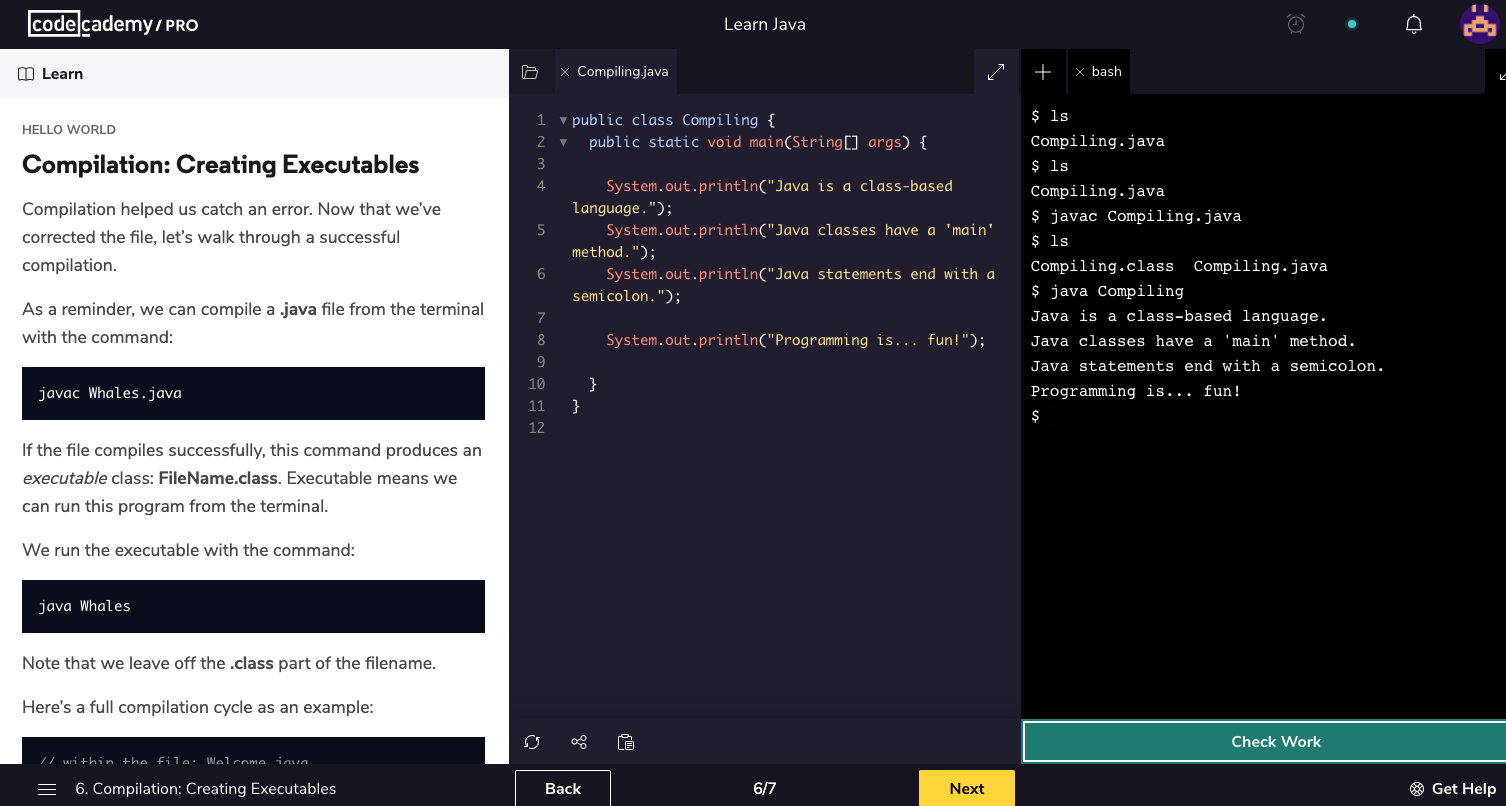 codecademy / PRO
Learn Java
Learn
HELLO WORLD
Compilation: Creating Executables
Compilation helped us catch an error. Now that we’ve
corrected the file, let’s walk through a successful
compilation.
As a reminder, we can compile a .java file from the terminal
with the command:
javac Whales.java
If the file compiles successfully, this command produces an
executable class: FileName.class. Executable means we
can run this program from the terminal.
We run the executable with the command:
java Whales
Note that we leave off the .class part of the filename.
Here’s a full compilation cycle as an example:
// within the file: Welcome.java
Compiling.java
1 public class Compiling {
2 public static void main(String[] args) {
3
4 System.out.println("Java is a class-based
language.");
5 System.out.println("Java classes have a 'main'
method.");
6 System.out.println("Java statements end with a
semicolon.");
7
8 System.out.println("Programming is... fun!");
9
10 }
11 }
12
bash
$ ls
Compiling.java
$ ls
Compiling.java
$ javac Compiling.java
$ ls
Compiling.class  Compiling.java
$ java Compiling
Java is a class-based language.
Java classes have a 'main' method.
Java statements end with a semicolon.
Programming is... fun!
$
Check Work
6. Compilation: Creating Executables
Back
6/7
Next
Get Help